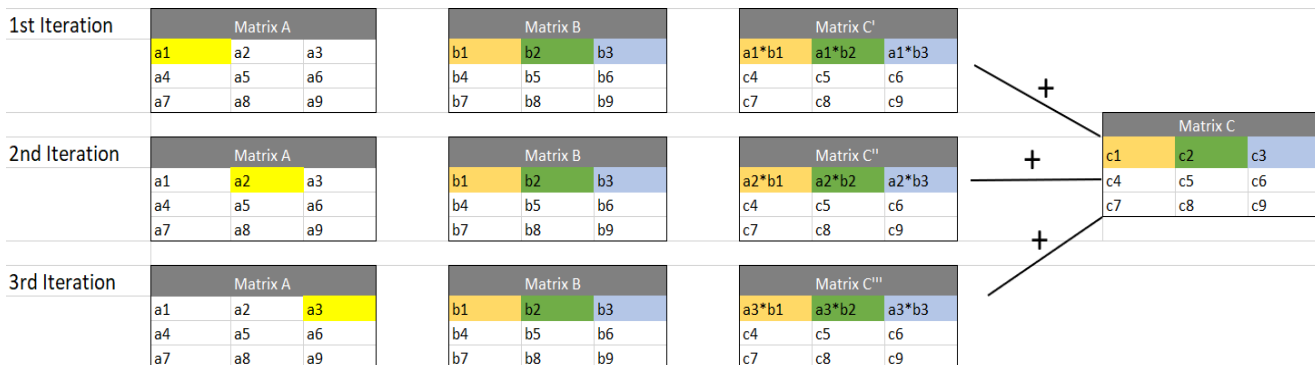 1st Iteration Matrix A Matrix B Matrix C'
a1 a2 a3 b1 b2 b3 a1*b1 a1*b2 a1*b3
a4 a5 a6 b4 b5 b6 c4 c5 c6
a7 a8 a9 b7 b8 b9 c7 c8 c9
+
Matrix C
2nd Iteration Matrix A Matrix B Matrix C'' + c1 c2 c3
a1 a2 a3 b1 b2 b3 a2*b1 a2*b2 a2*b3 c4 c5 c6
a4 a5 a6 b4 b5 b6 c4 c5 c6 c7 c8 c9
a7 a8 a9 b7 b8 b9 c7 c8 c9
+
3rd Iteration Matrix A Matrix B Matrix C'''
a1 a2 a3 b1 b2 b3 a3*b1 a3*b2 a3*b3
a4 a5 a6 b4 b5 b6 c4 c5 c6
a7 a8 a9 b7 b8 b9 c7 c8 c9